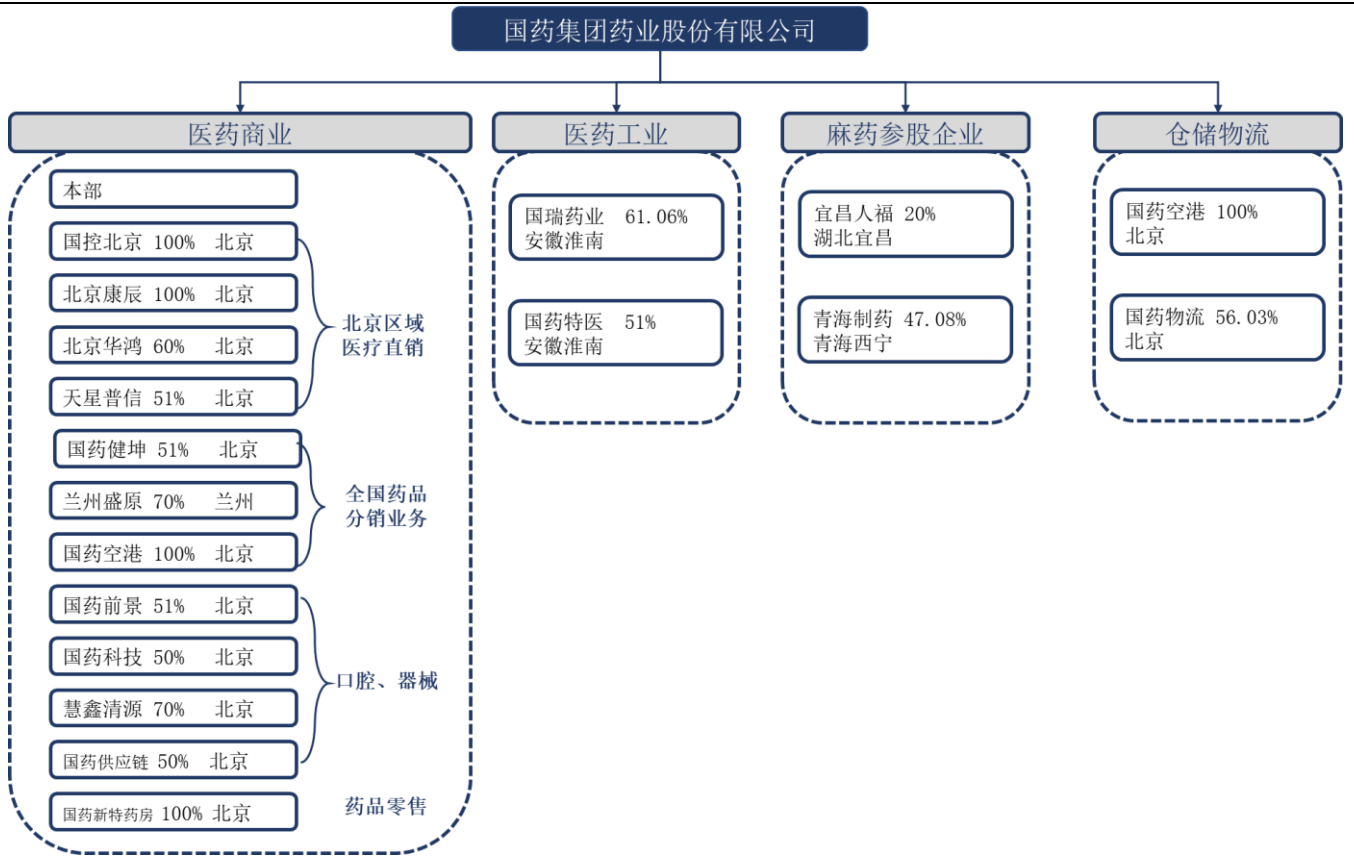 国药集团药业股份有限公司
医药商业
本部
国控北京 100% 北京
北京康辰 100% 北京
北京华鸿 60% 北京
天星普信 51% 北京
北京区域
医疗直销
国药健坤 51% 北京
兰州盛原 70% 兰州
国药空港 100% 北京
全国药品
分销业务
国药前景 51% 北京
国药科技 50% 北京
慧鑫清源 70% 北京
国药供应链 50% 北京
口腔、器械
国药新特药房 100% 北京
药品零售
医药工业
国瑞药业 61.06%
安徽淮南
国药特医 51%
安徽淮南
麻药参股企业
宜昌人福 20%
湖北宜昌
青海制药 47.08%
青海西宁
仓储物流
国药空港 100%
北京
国药物流 56.03%
北京